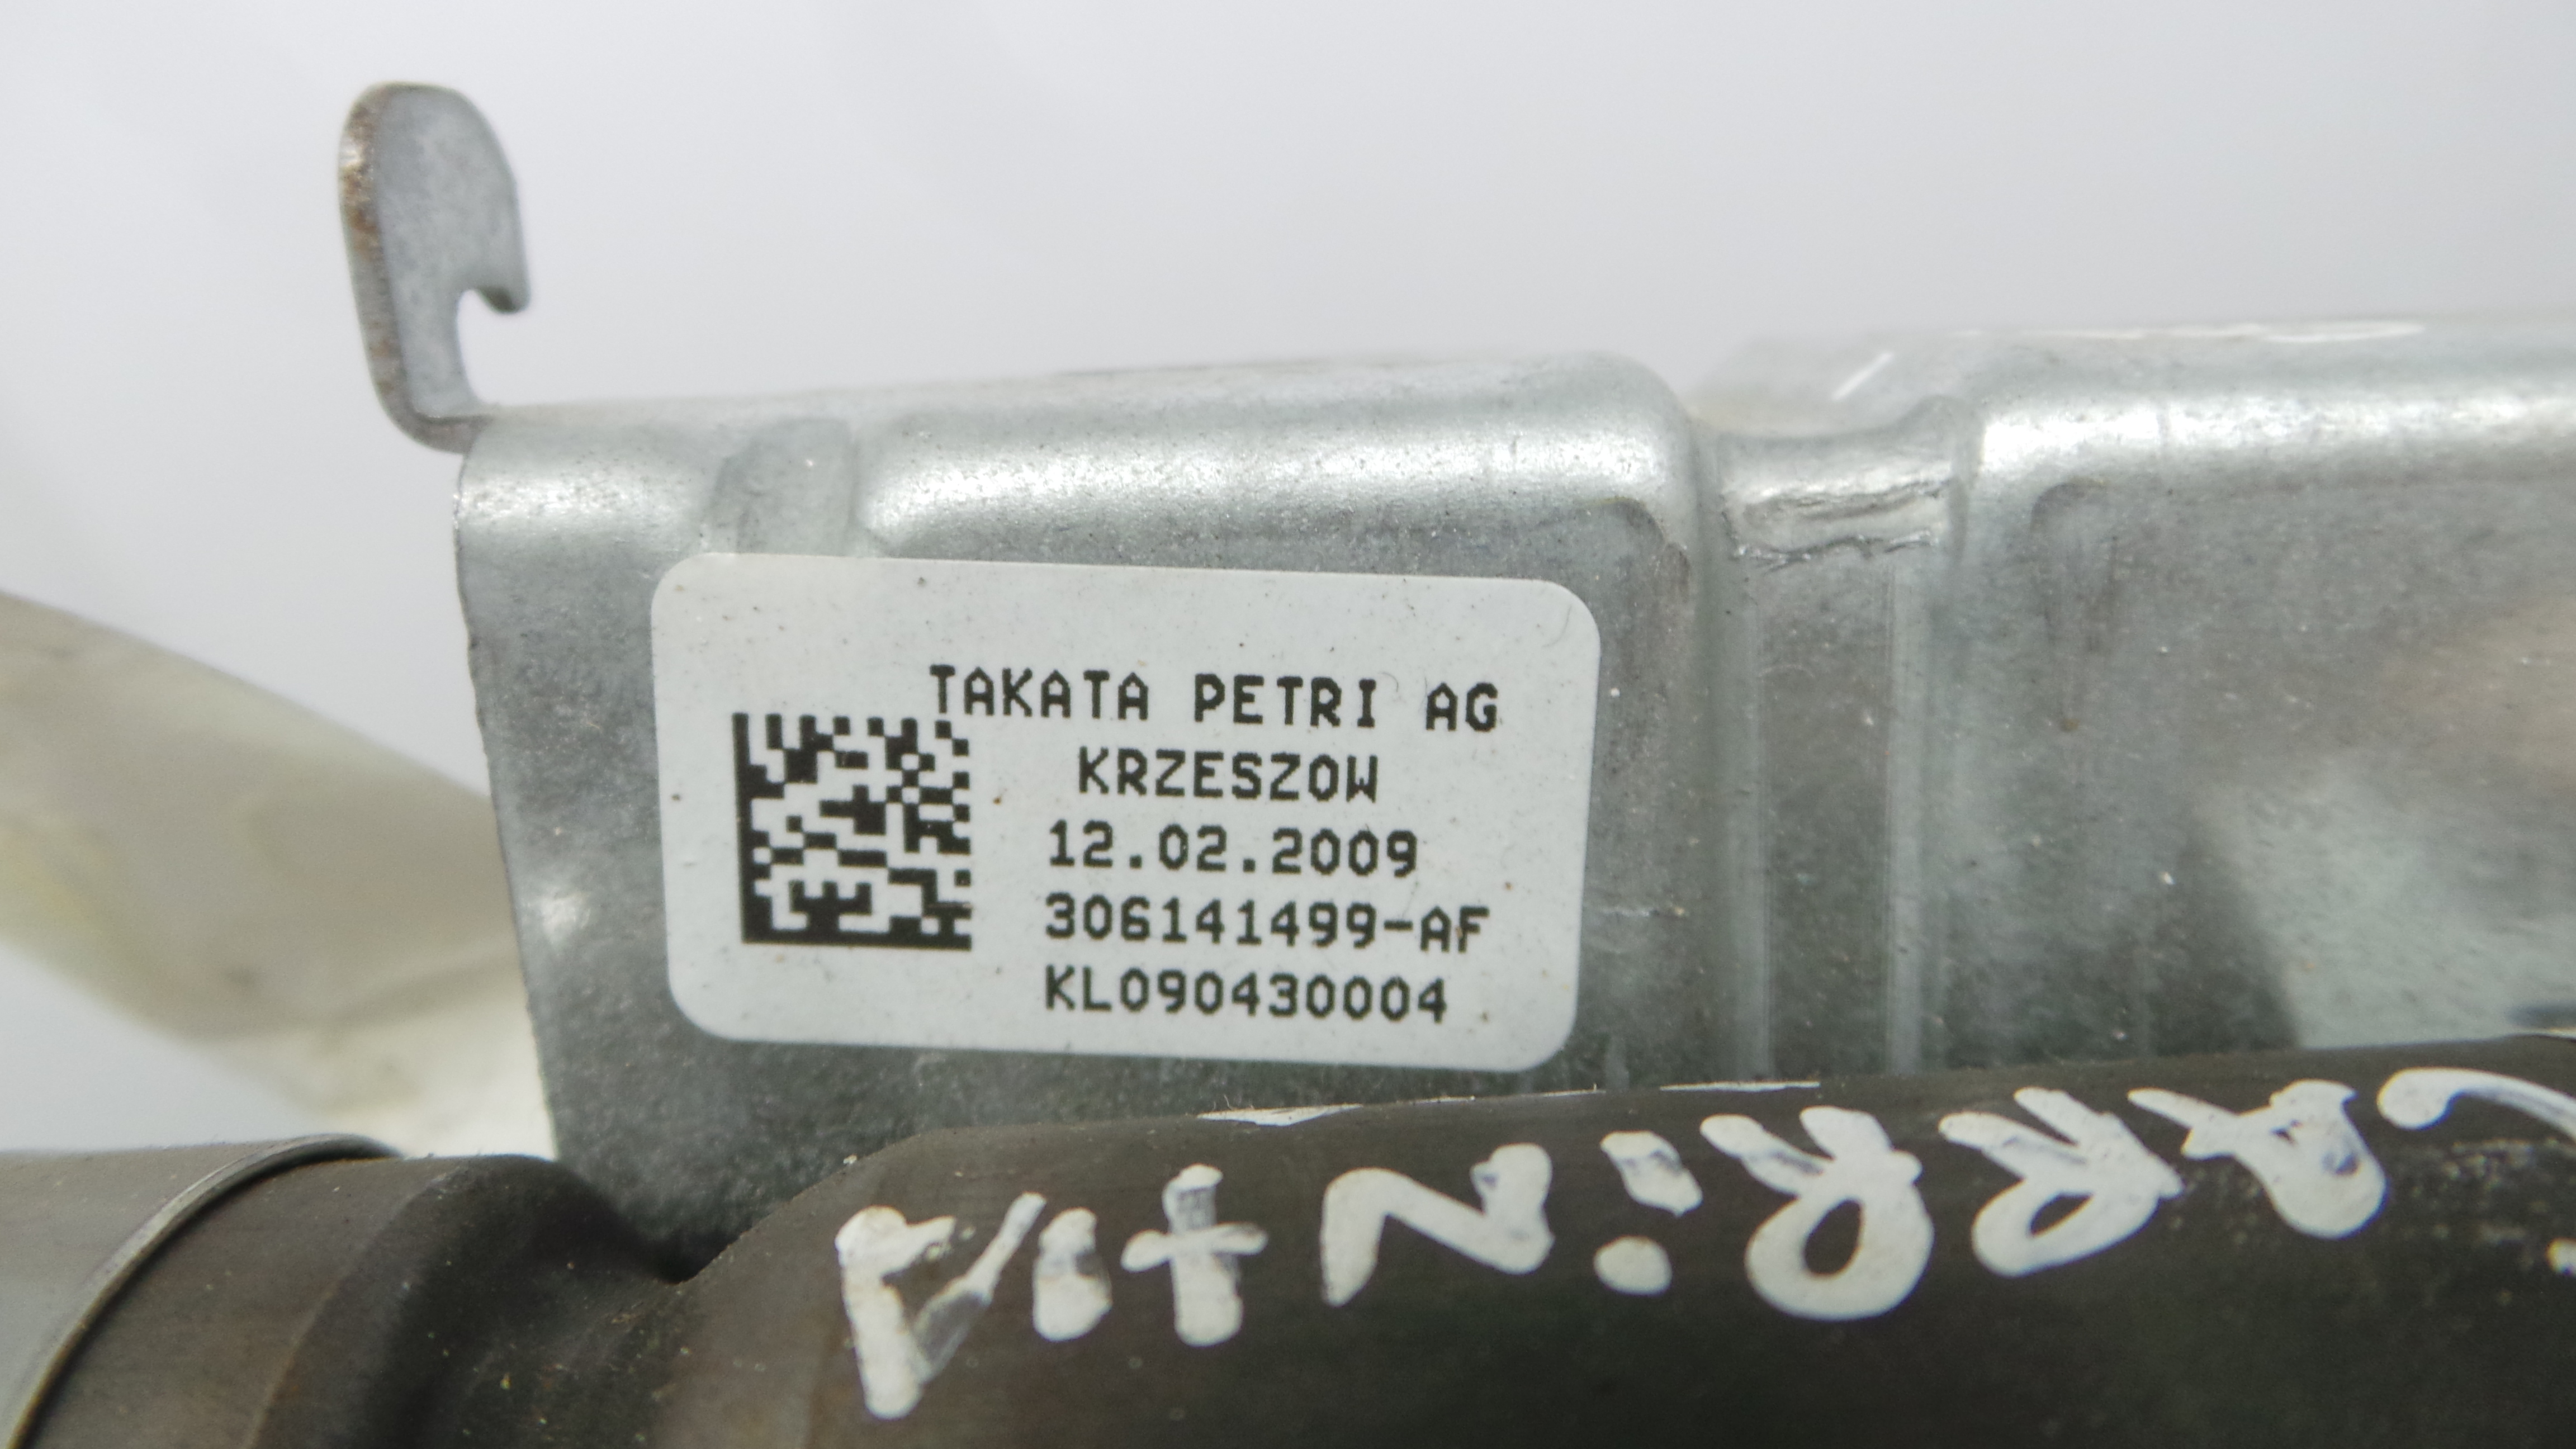 TAKATA PETRI AG
KRZESZOW
12.02.2009
306141499-AF
KL090430004